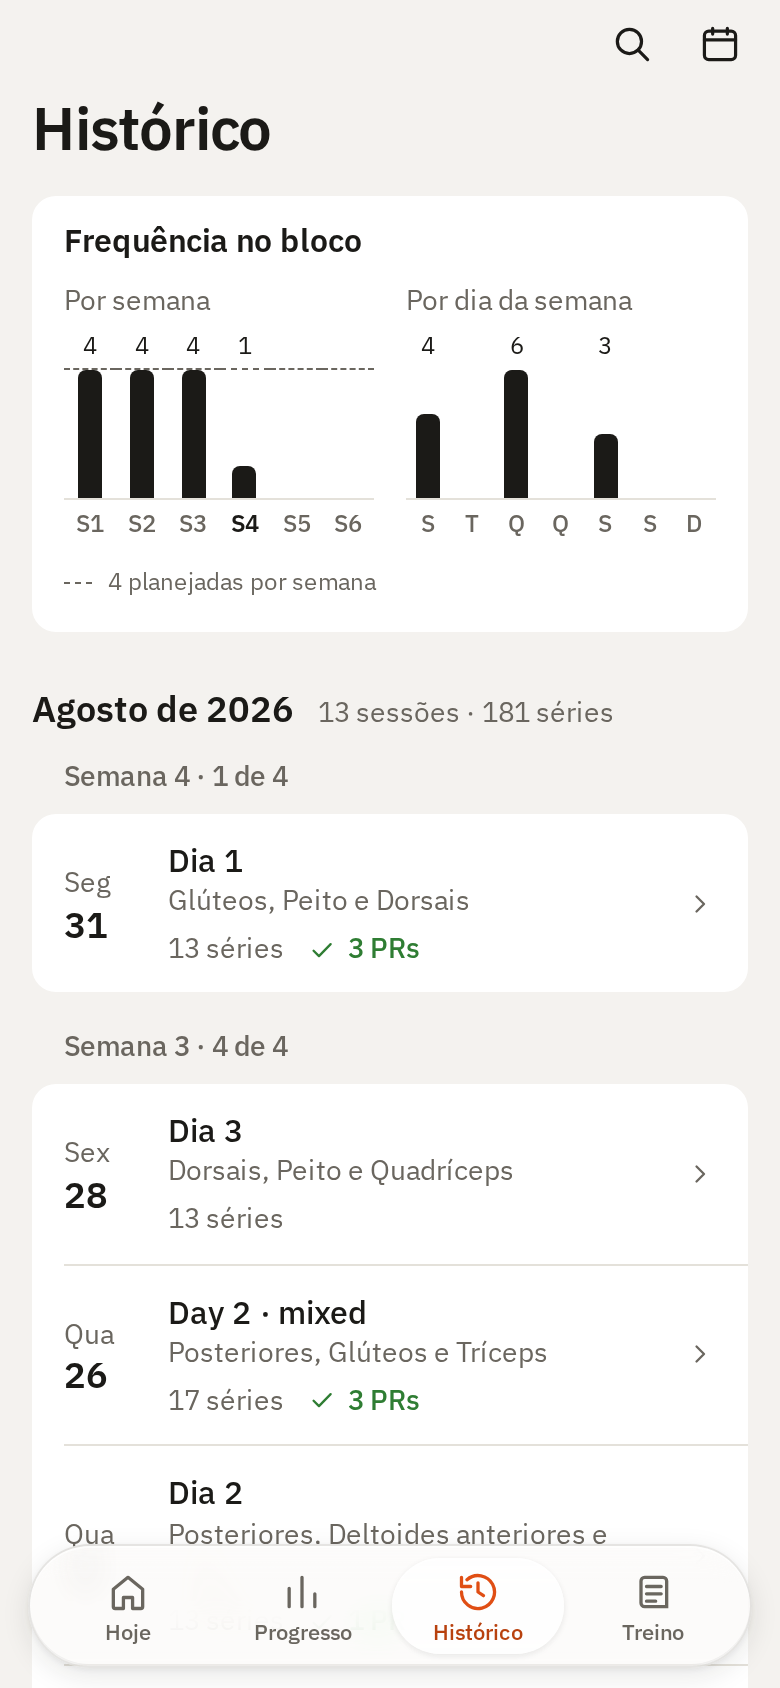 Histórico
Frequência no bloco
Por semana
4 4 4 1
S1 S2 S3 S4 S5 S6
Por dia da semana
4 6 3
S T Q Q S S D
4 planejadas por semana
Agosto de 2026 13 sessões · 181 séries
Semana 4 · 1 de 4
Seg
31
Dia 1
Glúteos, Peito e Dorsais
13 séries 3 PRs
Semana 3 · 4 de 4
Sex
28
Dia 3
Dorsais, Peito e Quadríceps
13 séries
Qua
26
Day 2 · mixed
Posteriores, Glúteos e Tríceps
17 séries 3 PRs
Qua
Dia 2
Posteriores, Deltoides anteriores e
Hoje Progresso Histórico Treino